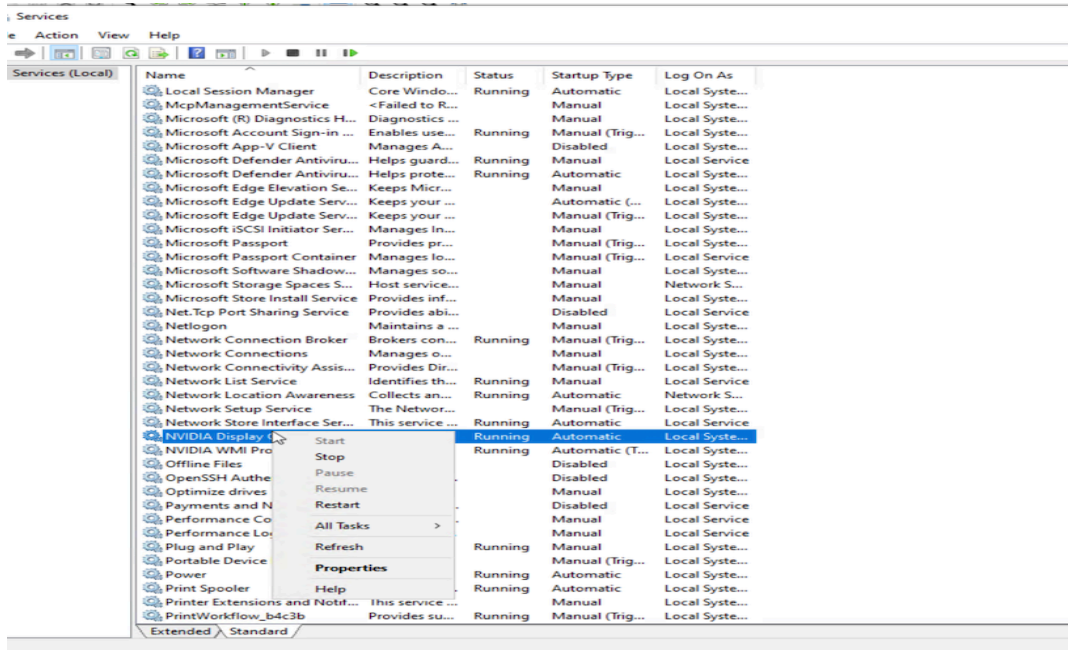 Services
e Action View Help
Services (Local)
Name Description Status Startup Type Log On As
Local Session Manager Core Windo... Running Automatic Local Syste...
McpManagementService <Failed to R... Manual Local Syste...
Microsoft (R) Diagnostics H... Diagnostics ... Manual Local Syste...
Microsoft Account Sign-in ... Enables use... Running Manual (Trig... Local Syste...
Microsoft App-V Client Manages A... Disabled Local Syste...
Microsoft Defender Antiviru... Helps guard... Running Manual Local Service
Microsoft Defender Antiviru... Helps prote... Running Automatic Local Syste...
Microsoft Edge Elevation Se... Keeps Micr... Manual Local Syste...
Microsoft Edge Update Serv... Keeps your ... Automatic (... Local Syste...
Microsoft Edge Update Serv... Keeps your ... Manual (Trig... Local Syste...
Microsoft iSCSI Initiator Ser... Manages In... Manual Local Syste...
Microsoft Passport Provides pr... Manual (Trig... Local Syste...
Microsoft Passport Container Manages lo... Manual (Trig... Local Service
Microsoft Software Shadow... Manages so... Manual Local Syste...
Microsoft Storage Spaces S... Host service... Manual Network S...
Microsoft Store Install Service Provides inf... Manual Local Syste...
Net.Tcp Port Sharing Service Provides abi... Disabled Local Service
Netlogon Maintains a ... Manual Local Syste...
Network Connection Broker Brokers con... Running Manual (Trig... Local Syste...
Network Connections Manages o... Manual Local Syste...
Network Connectivity Assis... Provides Dir... Manual (Trig... Local Syste...
Network List Service Identifies th... Running Manual Local Service
Network Location Awareness Collects an... Running Automatic Network S...
Network Setup Service The Networ... Manual (Trig... Local Syste...
Network Store Interface Ser... This service ... Running Automatic Local Service
NVIDIA Display Running Automatic Local Syste...
NVIDIA WMI Pro Running Automatic (T... Local Syste...
Offline Files Disabled Local Syste...
OpenSSH Authe . Disabled Local Syste...
Optimize drives Manual Local Syste...
Payments and N . Disabled Local Service
Performance Co Manual Local Service
Performance Lo . Manual Local Service
Plug and Play Running Manual Local Syste...
Portable Device Manual (Trig... Local Syste...
Power Running Automatic Local Syste...
Print Spooler . Running Automatic Local Syste...
Printer Extensions and Notif... This service ... Manual Local Syste...
PrintWorkflow_b4c3b Provides su... Running Manual (Trig... Local Syste...
Start
Stop
Pause
Resume
Restart
All Tasks >
Refresh
Properties
Help
Extended Standard